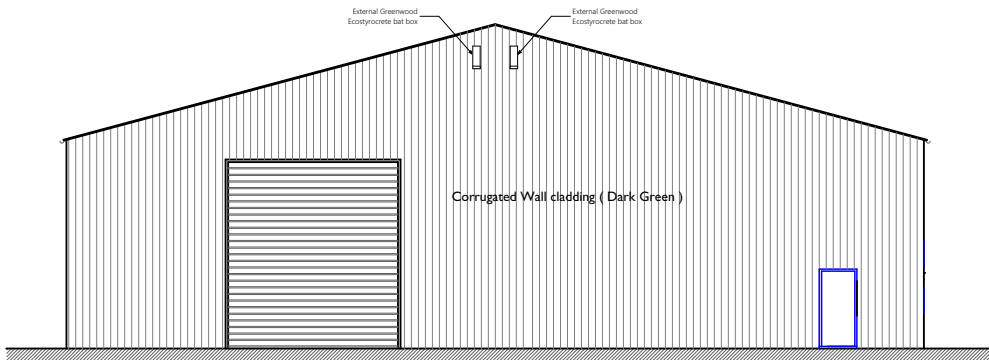 External Greenwood
Ecostyrocrete bat box
External Greenwood
Ecostyrocrete bat box
Corrugated Wall cladding ( Dark Green )